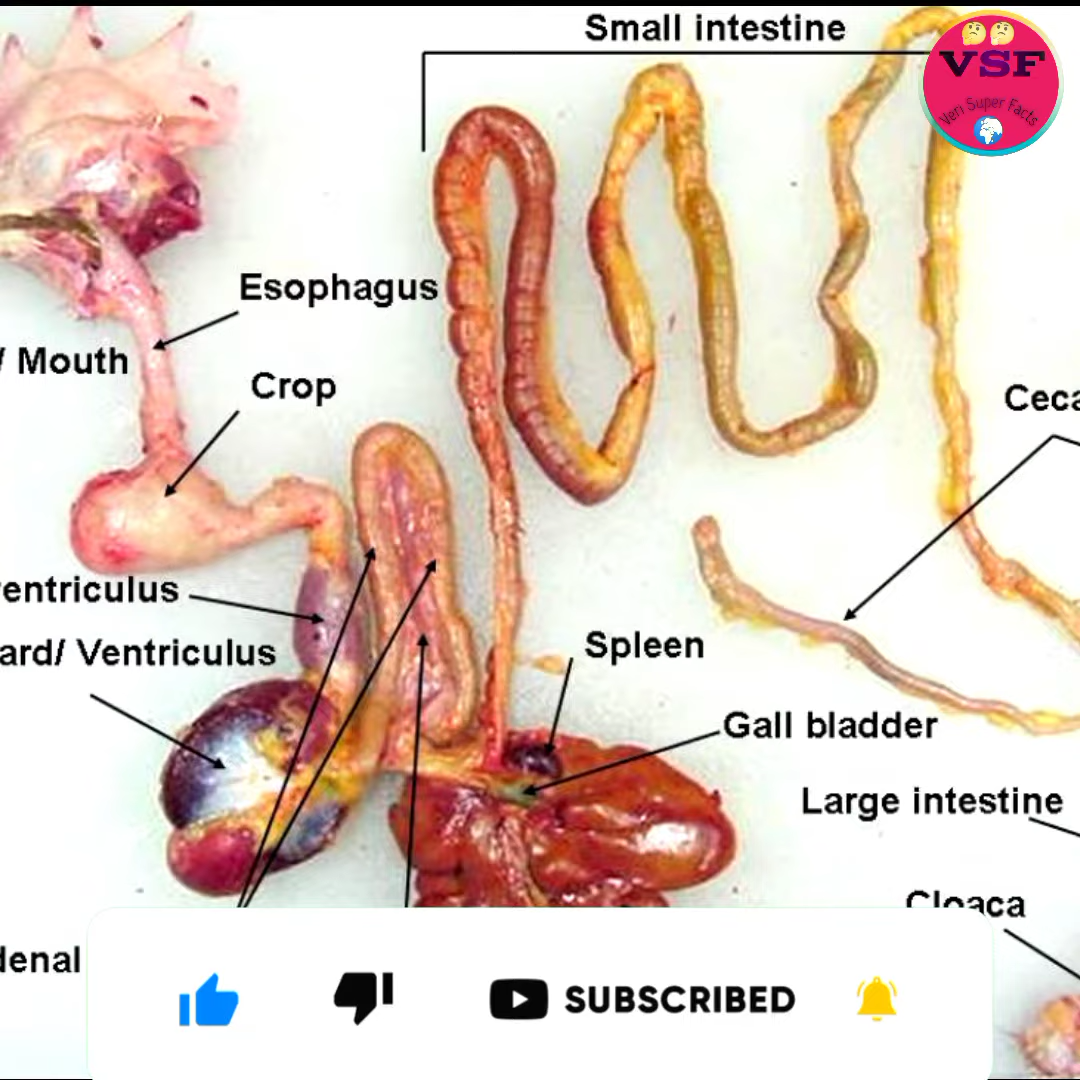 Small intestine
VSF
Veri Super Facts
Esophagus
/ Mouth
Crop
Ceca
entriculus
ard/ Ventriculus
Spleen
Gall bladder
Large intestine
Cloaca
denal
SUBSCRIBED